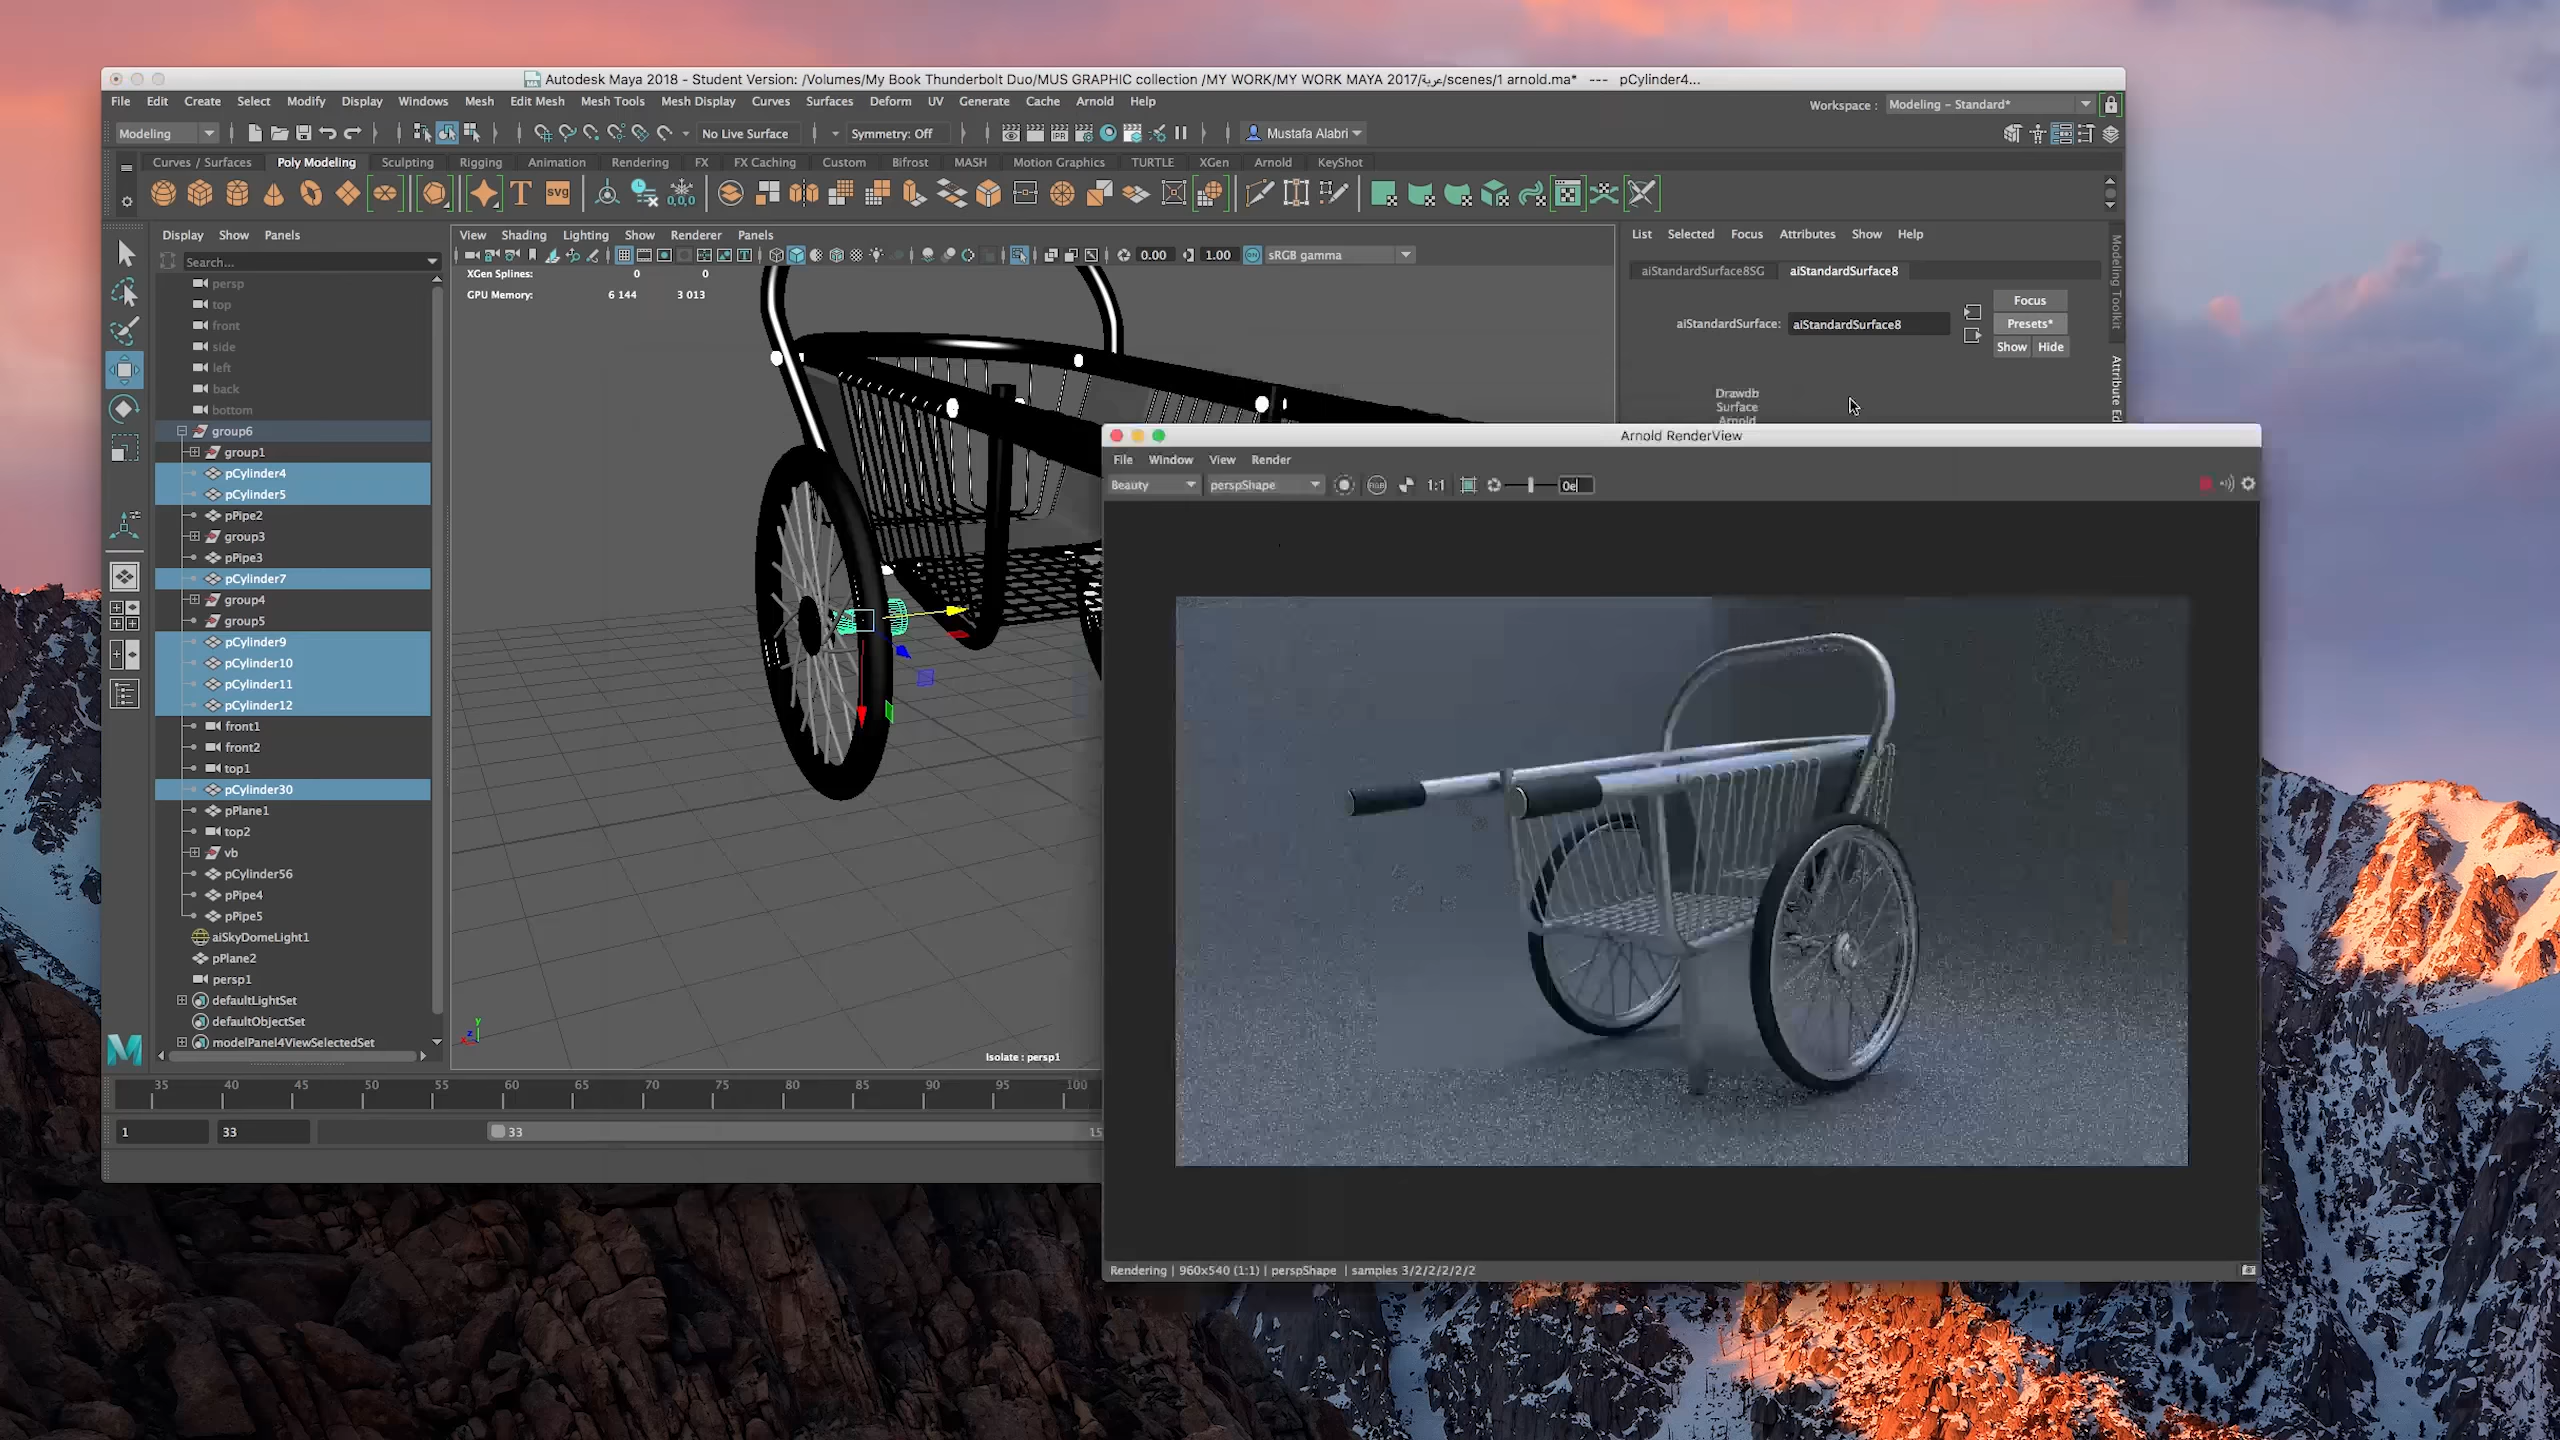 Autodesk Maya 2018 - Student Version: /Volumes/My Book Thunderbolt Duo/MUS GRAPHIC collection /MY WORK/MY WORK MAYA 2017/عربة/scenes/1 arnold.ma* --- pCylinder4...
File Edit Create Select Modify Display Windows Mesh Edit Mesh Mesh Tools Mesh Display Curves Surfaces Deform UV Generate Cache Arnold Help
Workspace : Modeling - Standard*
Modeling No Live Surface Symmetry: Off IPR Mustafa Alabri
Curves / Surfaces Poly Modeling Sculpting Rigging Animation Rendering FX FX Caching Custom Bifrost MASH Motion Graphics TURTLE XGen Arnold KeyShot
T SVG 0,0,0
Display Show Panels
Search...
persp
top
front
side
left
back
bottom
group6
group1
pCylinder4
pCylinder5
pPipe2
group3
pPipe3
pCylinder7
group4
group5
pCylinder9
pCylinder10
pCylinder11
pCylinder12
front1
front2
top1
pCylinder30
pPlane1
top2
vb
pCylinder56
pPipe4
pPipe5
aiSkyDomeLight1
pPlane2
persp1
defaultLightSet
defaultObjectSet
modelPanel4ViewSelectedSet
View Shading Lighting Show Renderer Panels
0.00 1.00 ON sRGB gamma
XGen Splines: 0 0
GPU Memory: 6 144 3 013
y
z
x
Isolate : persp1
List Selected Focus Attributes Show Help
aiStandardSurface8SG aiStandardSurface8
aiStandardSurface: aiStandardSurface8
Focus
Presets*
Show Hide
Drawdb
Surface
Arnold
Modeling Toolkit
Attribute Ed
Arnold RenderView
File Window View Render
Beauty perspShape RGB 1:1 0e
Rendering | 960x540 (1:1) | perspShape | samples 3/2/2/2/2/2
35 40 45 50 55 60 65 70 75 80 85 90 95 100
1 33 33 15
M